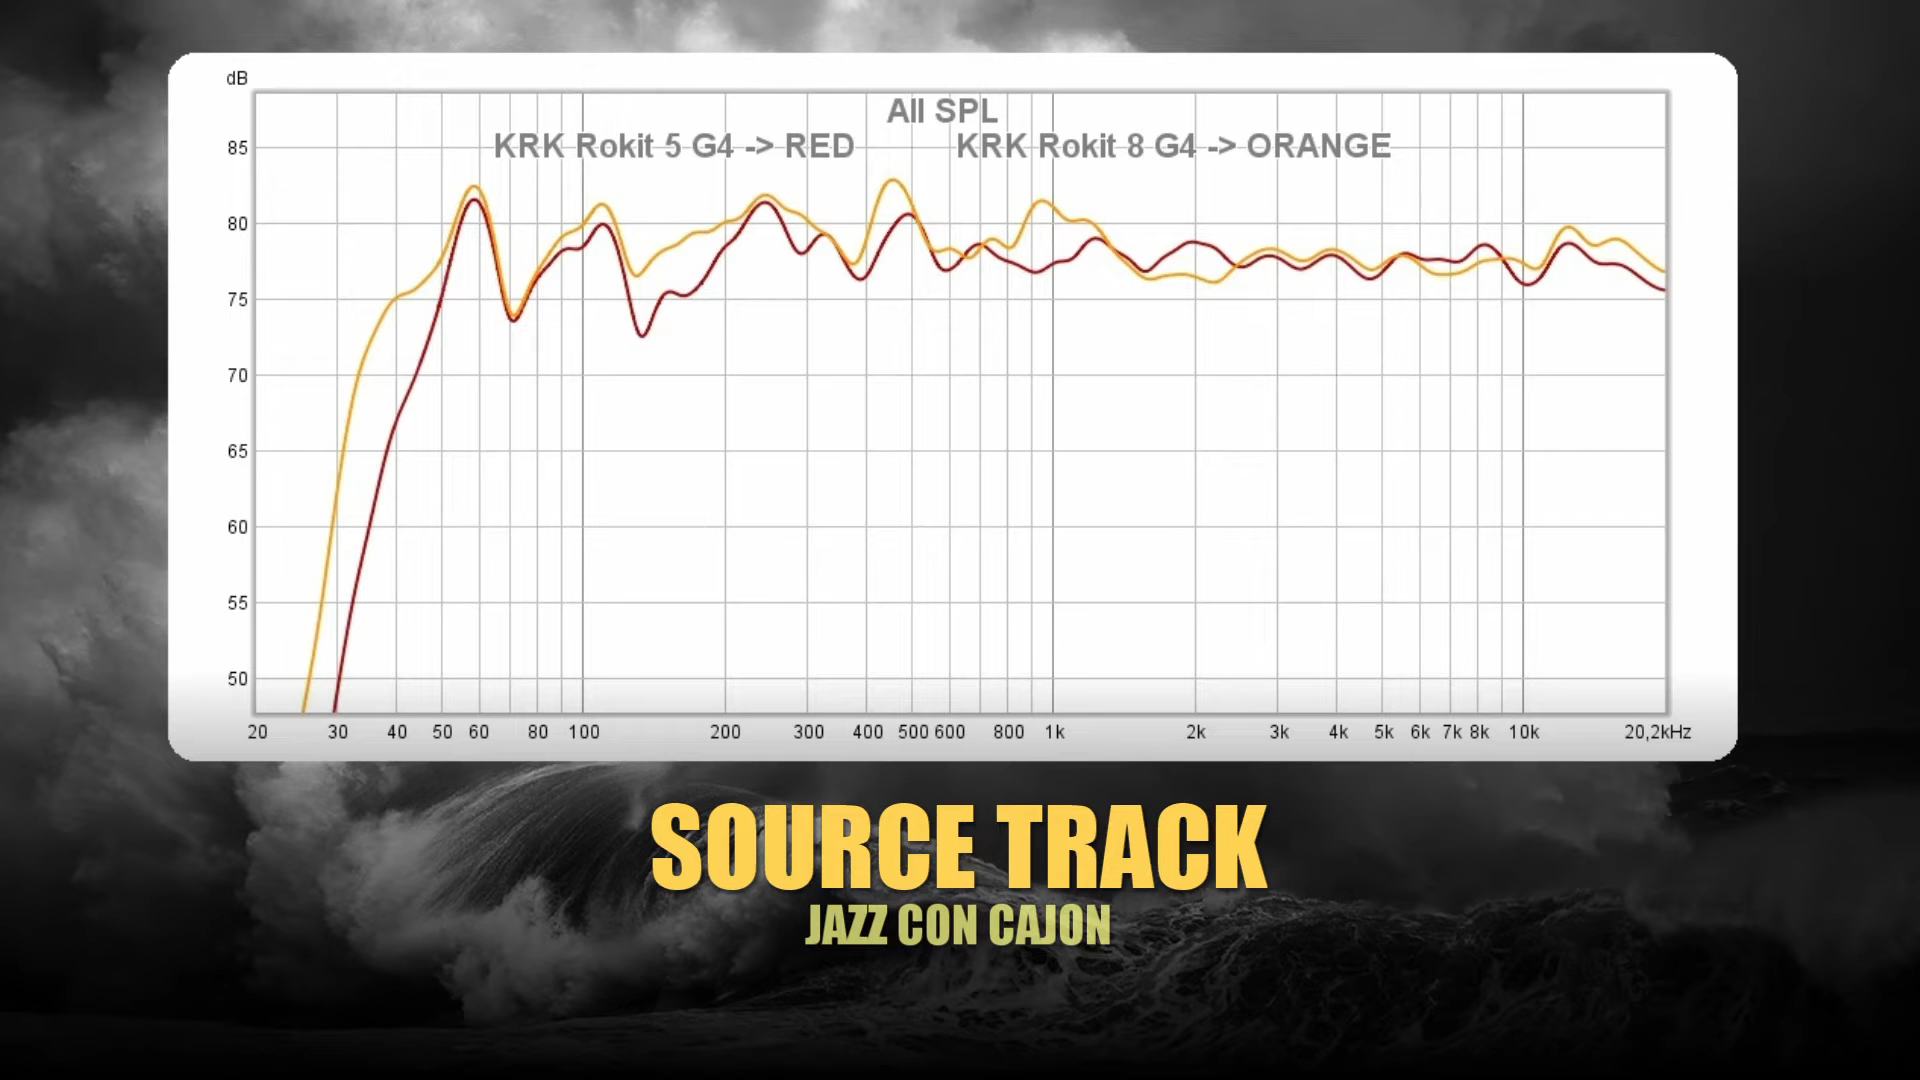 dB
All SPL
KRK Rokit 5 G4 -> RED KRK Rokit 8 G4 -> ORANGE
85
80
75
70
65
60
55
50
20 30 40 50 60 80 100 200 300 400 500 600 800 1k 2k 3k 4k 5k 6k 7k 8k 10k 20,2kHz
SOURCE TRACK
JAZZ CON CAJON